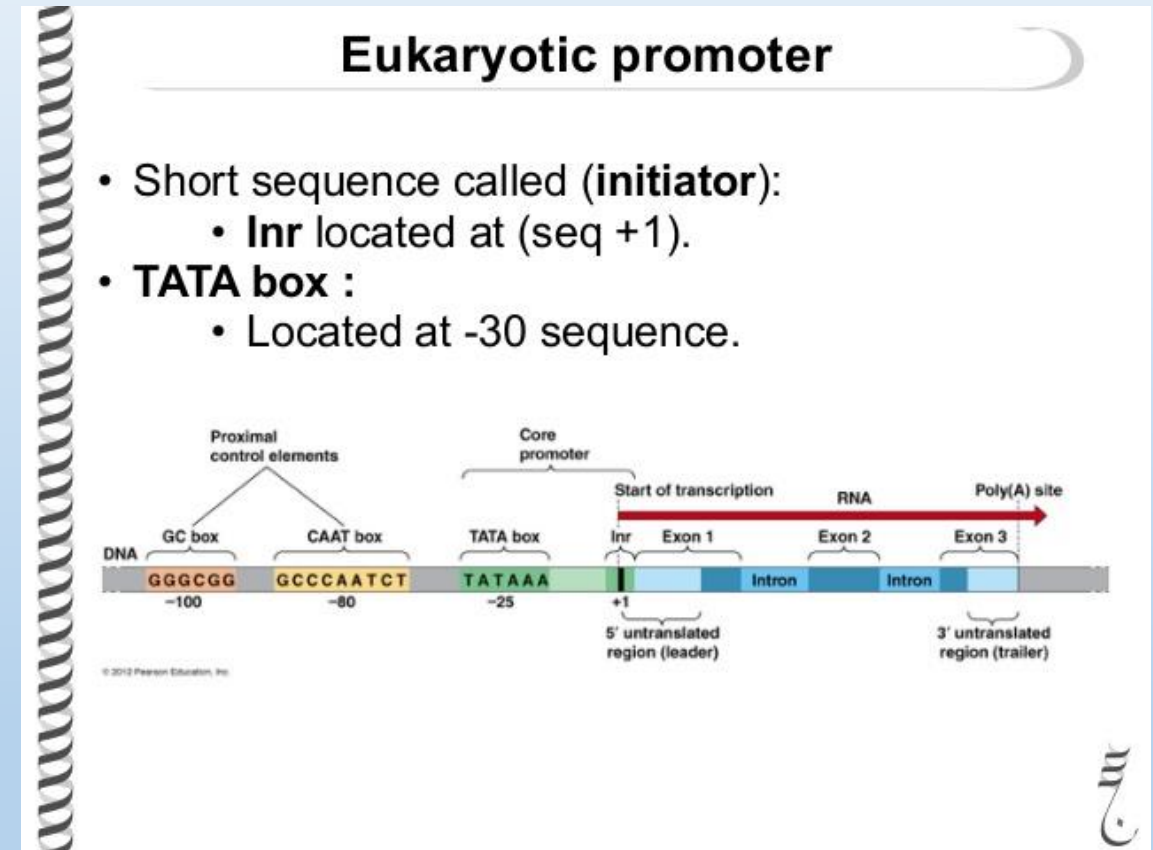 Eukaryotic promoter
• Short sequence called (initiator):
• Inr located at (seq +1).
• TATA box :
• Located at -30 sequence.
Proximal
control elements
Core
promoter
Start of transcription
RNA
Poly(A) site
DNA
GC box
CAAT box
TATA box
Inr
Exon 1
Exon 2
Exon 3
GGGCGG
GCCCAATCT
TATAAA
Intron
Intron
−100
−80
−25
+1
5′ untranslated
region (leader)
3′ untranslated
region (trailer)
© 2012 Pearson Education, Inc.